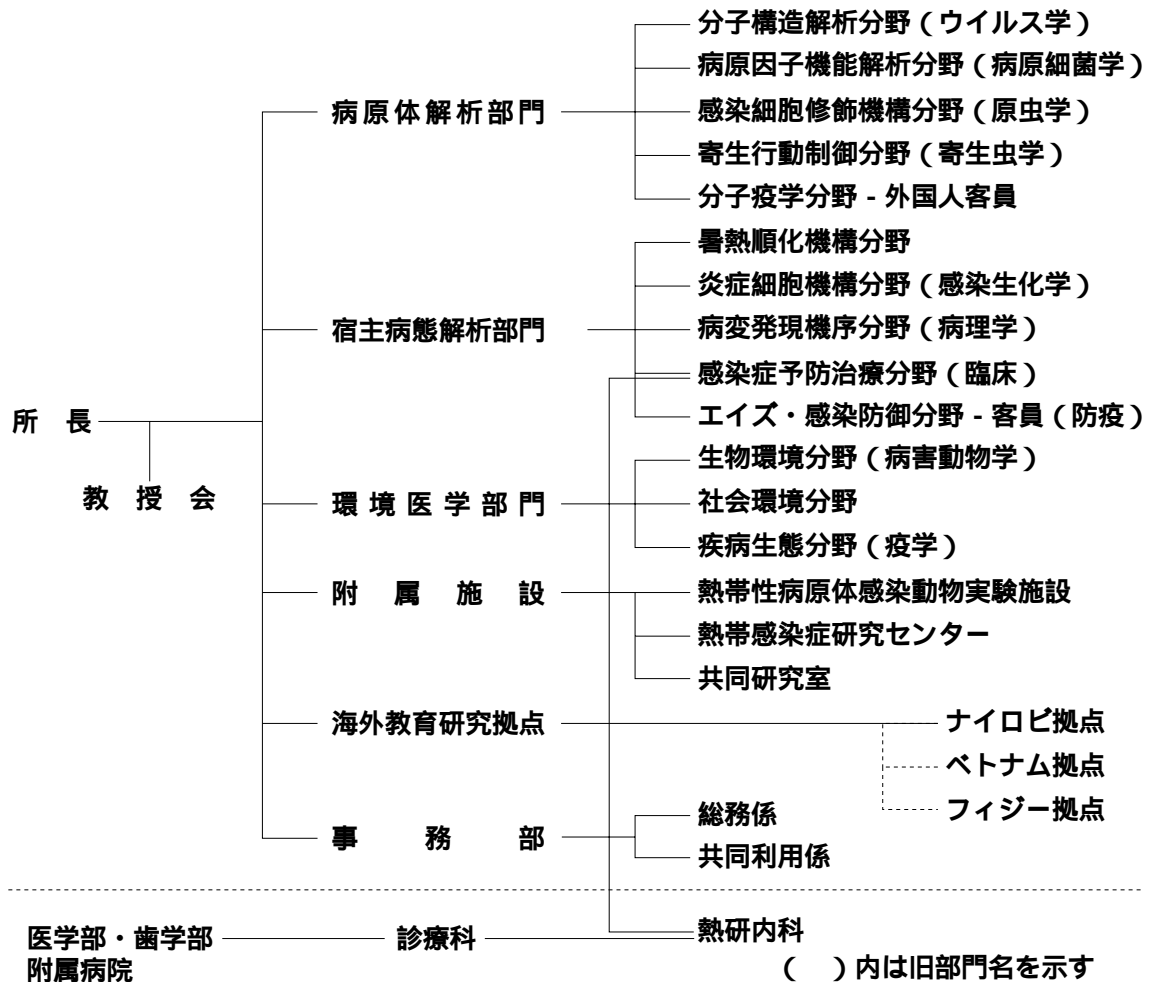 分子構造解析分野(ウイルス学)
病原因子機能解析分野(病原細菌学)
病原体解析部門
感染細胞修飾機構分野(原虫学)
寄生行動制御分野(寄生虫学)
分子疫学分野 - 外国人客員
暑熱順化機構分野
炎症細胞機構分野(感染生化学)
宿主病態解析部門
病変発現機序分野(病理学)
感染症予防治療分野(臨床)
エイズ・感染防御分野 - 客員(防疫)
所長
教授会
生物環境分野(病害動物学)
環境医学部門
社会環境分野
疾病生態分野(疫学)
附属施設
熱帯性病原体感染動物実験施設
熱帯感染症研究センター
共同研究室
海外教育研究拠点
ナイロビ拠点
ベトナム拠点
フィジー拠点
事務部
総務係
共同利用係
医学部・歯学部
附属病院
診療科
熱研内科
( )内は旧部門名を示す